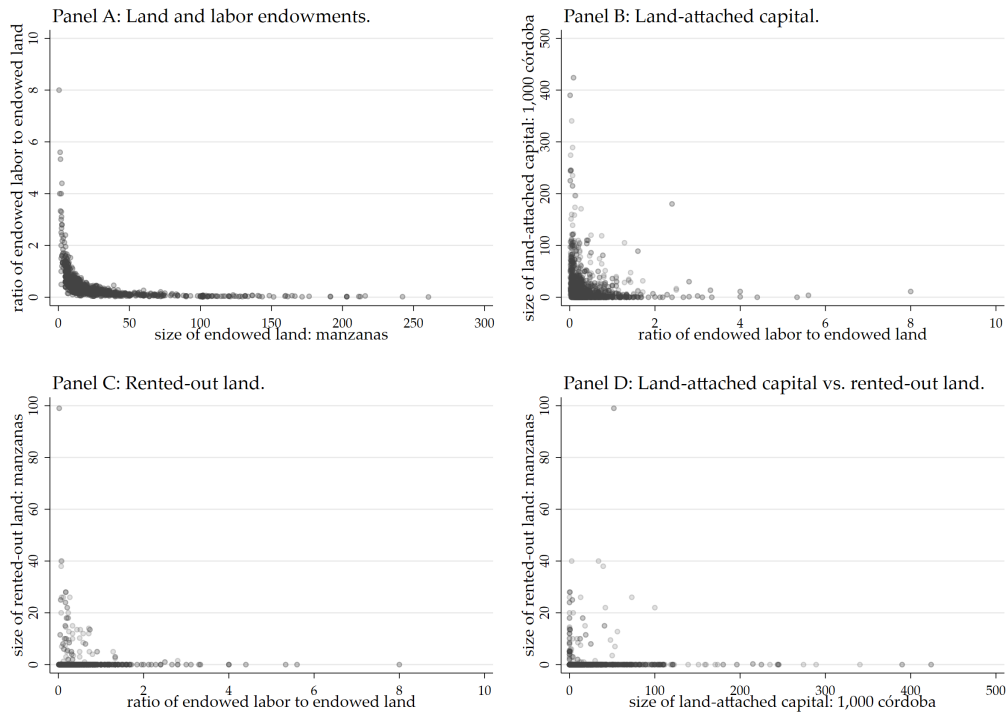 Panel A: Land and labor endowments.
ratio of endowed labor to endowed land
10
8
6
4
2
0
0 50 100 150 200 250 300
size of endowed land: manzanas
Panel B: Land-attached capital.
size of land-attached capital: 1,000 córdoba
500
400
300
200
100
0
0 2 4 6 8 10
ratio of endowed labor to endowed land
Panel C: Rented-out land.
size of rented-out land: manzanas
100
80
60
40
20
0
0 2 4 6 8 10
ratio of endowed labor to endowed land
Panel D: Land-attached capital vs. rented-out land.
size of rented-out land: manzanas
100
80
60
40
20
0
0 100 200 300 400 500
size of land-attached capital: 1,000 córdoba